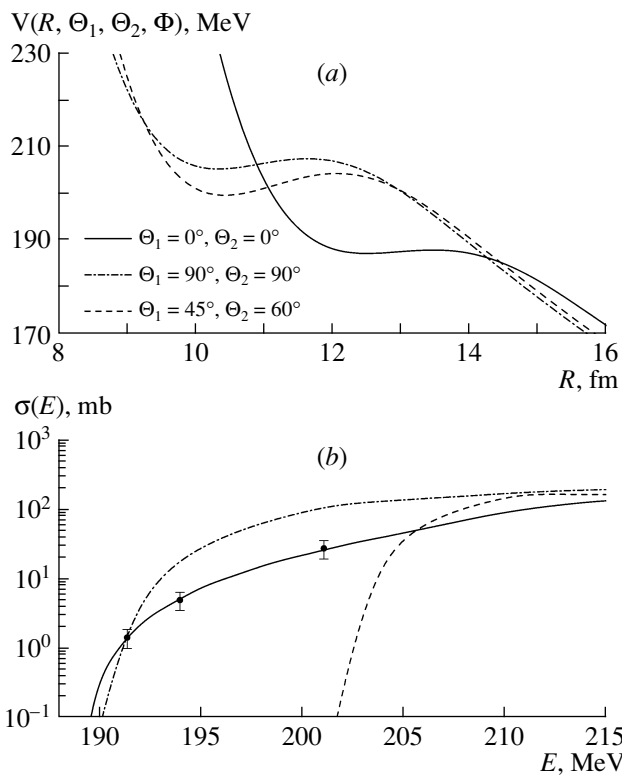 V(R, Θ₁, Θ₂, Φ), MeV
230
(a)
210
190
Θ₁ = 0°, Θ₂ = 0°
Θ₁ = 90°, Θ₂ = 90°
Θ₁ = 45°, Θ₂ = 60°
170
8 10 12 14 16
R, fm
σ(E), mb
10³
(b)
10²
10¹
10⁰
10⁻¹
190 195 200 205 210 215
E, MeV